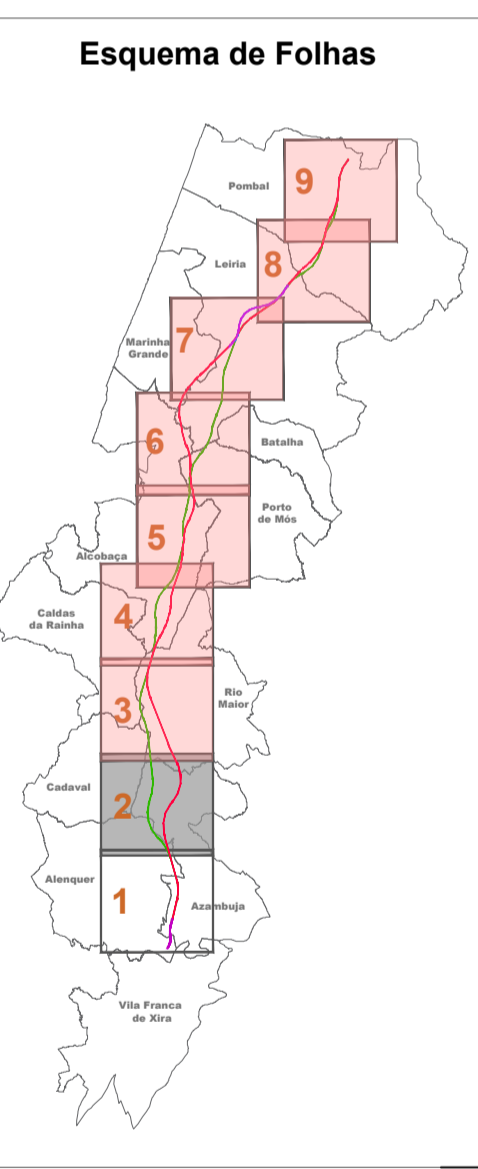 Esquema de Folhas
9
Pombal
8
Leiria
7
Marinha
Grande
6
Batalha
Porto
de Mós
5
Alcobaça
4
Caldas
da Rainha
Rio
Maior
3
Cadaval
2
Alenquer
1
Azambuja
Vila Franca
de Xira